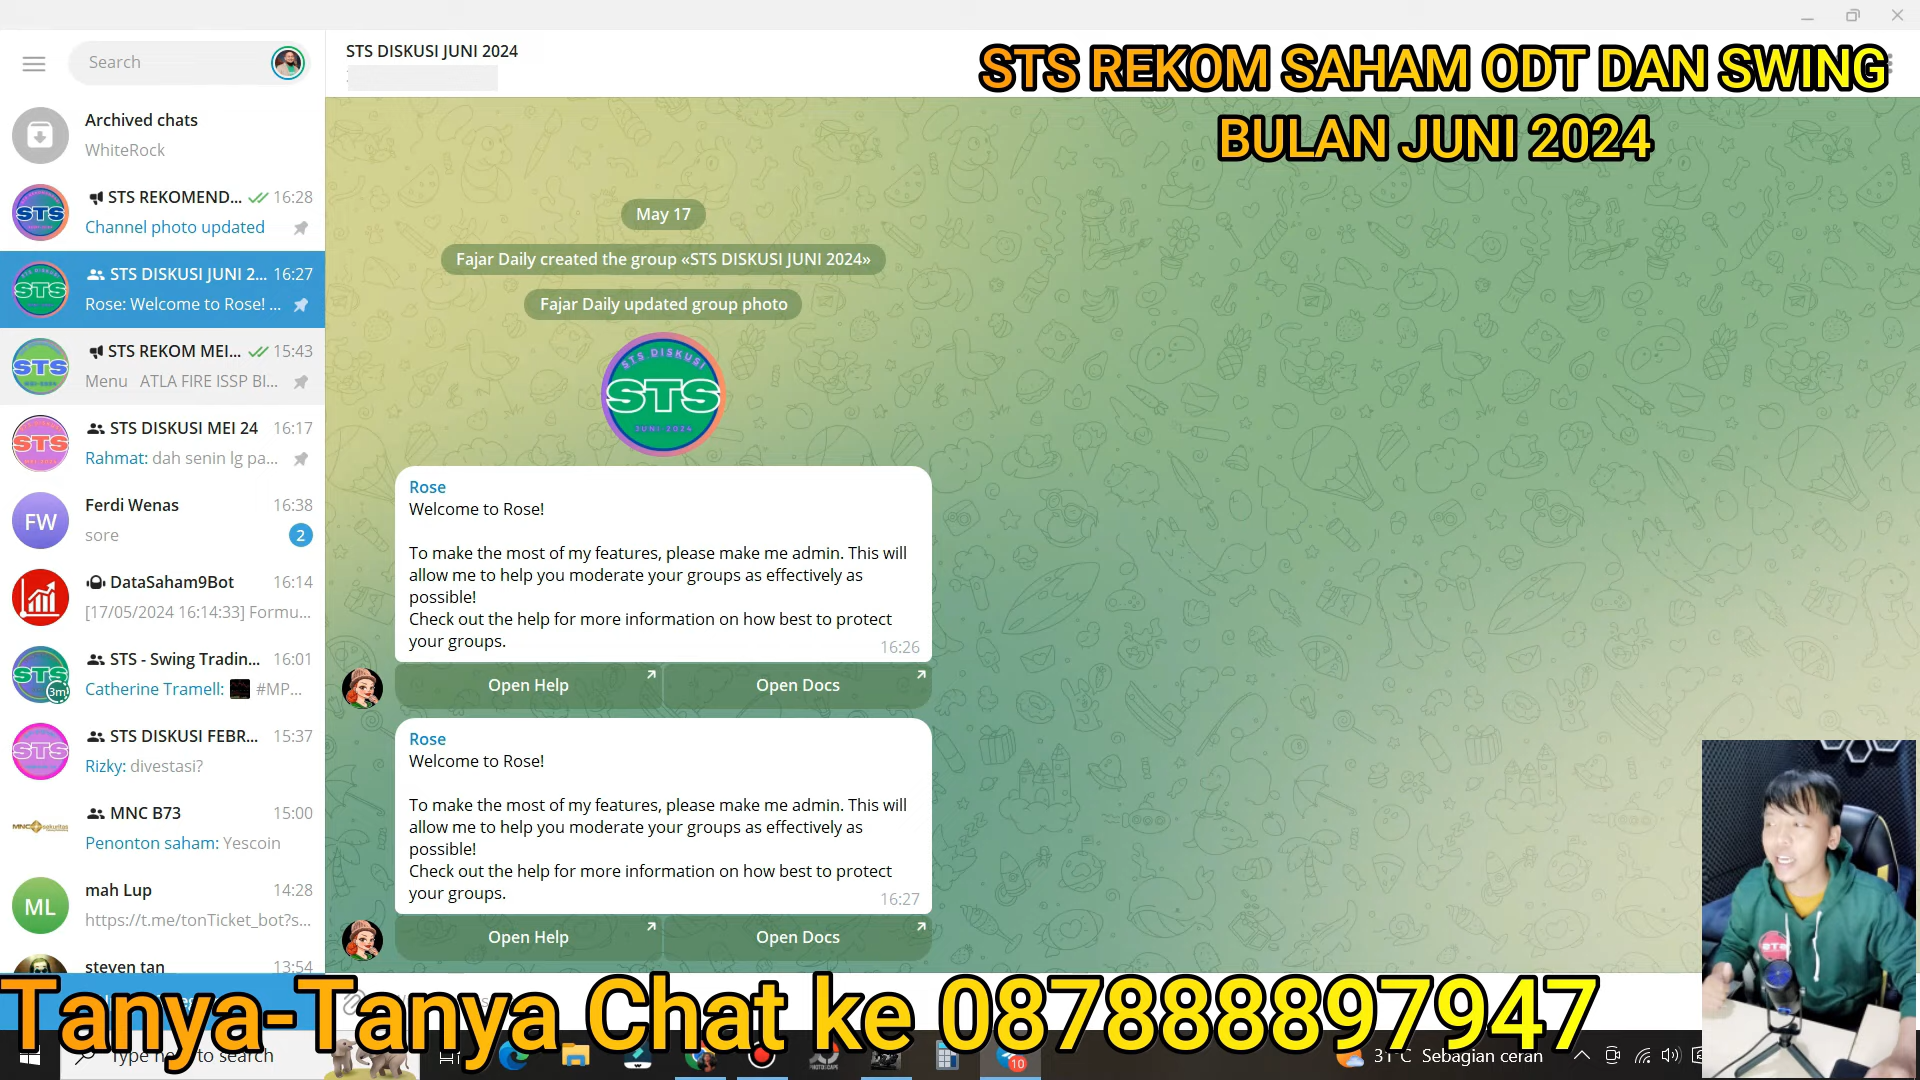 Search
STS DISKUSI JUNI 2024
STS REKOM SAHAM ODT DAN SWING
BULAN JUNI 2024
Archived chats
WhiteRock
STS REKOMEND... 16:28
Channel photo updated
STS DISKUSI JUNI 2... 16:27
Rose: Welcome to Rose! ...
STS REKOM MEI... 15:43
Menu ATLA FIRE ISSP BI...
STS DISKUSI MEI 24 16:17
Rahmat: dah senin lg pa...
FW
Ferdi Wenas 16:38
sore 2
DataSaham9Bot 16:14
[17/05/2024 16:14:33] Formu...
STS - Swing Tradin... 16:01
3m
Catherine Tramell: #MP...
STS DISKUSI FEBR... 15:37
Rizky: divestasi?
MNC B73 15:00
Penonton saham: Yescoin
ML
mah Lup 14:28
https://t.me/tonTicket_bot?s...
steven tan 13:54
May 17
Fajar Daily created the group «STS DISKUSI JUNI 2024»
Fajar Daily updated group photo
STS DISKUSI
STS
JUNI 2024
Rose
Welcome to Rose!
To make the most of my features, please make me admin. This will
allow me to help you moderate your groups as effectively as
possible!
Check out the help for more information on how best to protect
your groups. 16:26
Open Help Open Docs
Rose
Welcome to Rose!
To make the most of my features, please make me admin. This will
allow me to help you moderate your groups as effectively as
possible!
Check out the help for more information on how best to protect
your groups. 16:27
Open Help Open Docs
Tanya-Tanya Chat ke 087888897947
Type here to search
10
31°C Sebagian ceran